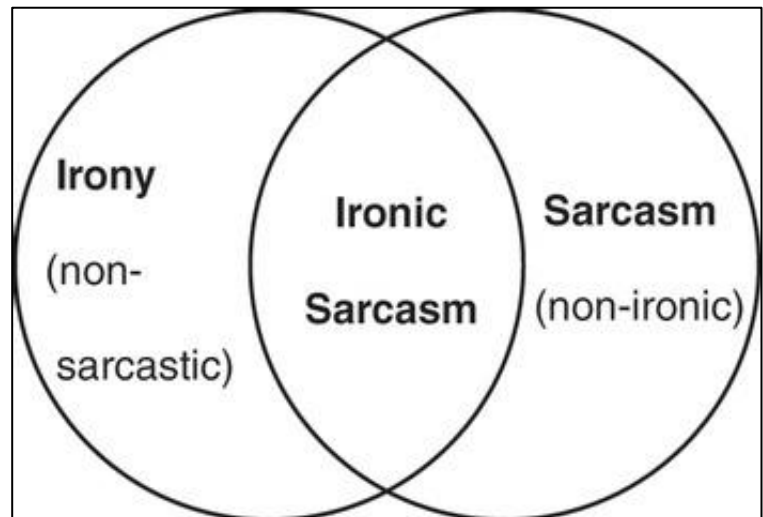 Irony
(non-
sarcastic)
Ironic
Sarcasm
Sarcasm
(non-ironic)